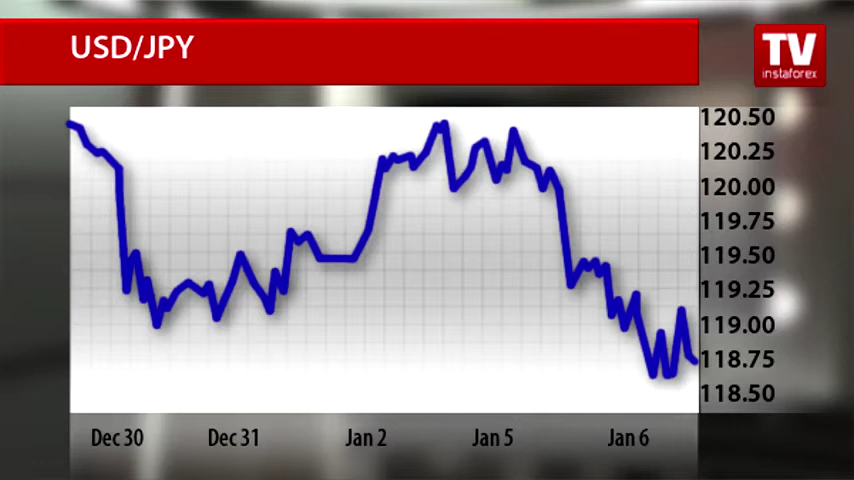 USD/JPY
TV
instaforex
120.50
120.25
120.00
119.75
119.50
119.25
119.00
118.75
118.50
Dec 30
Dec 31
Jan 2
Jan 5
Jan 6